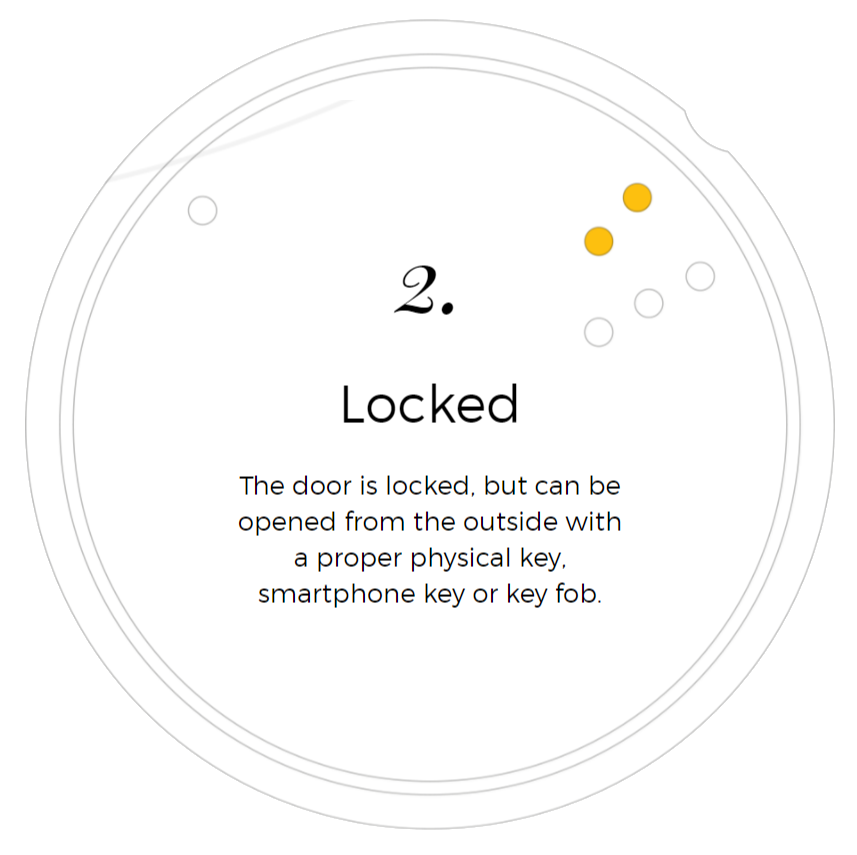 2.
Locked
The door is locked, but can be
opened from the outside with
a proper physical key,
smartphone key or key fob.